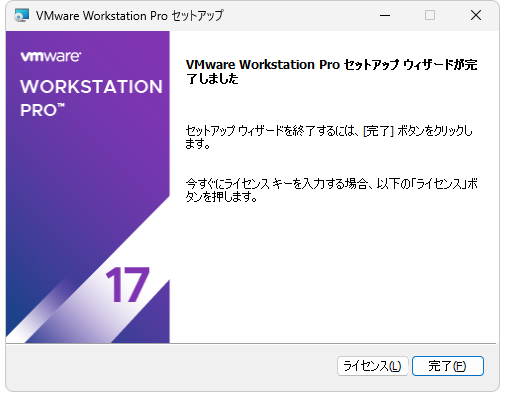 VMware Workstation Pro セットアップ
vmware®
WORKSTATION
PRO™
17
VMware Workstation Pro セットアップ ウィザードが完
了しました
セットアップ ウィザードを終了するには、[完了] ボタンをクリックし
ます。
今すぐにライセンス キーを入力する場合、以下の「ライセンス」ボ
タンを押します。
ライセンス(L)
完了(F)